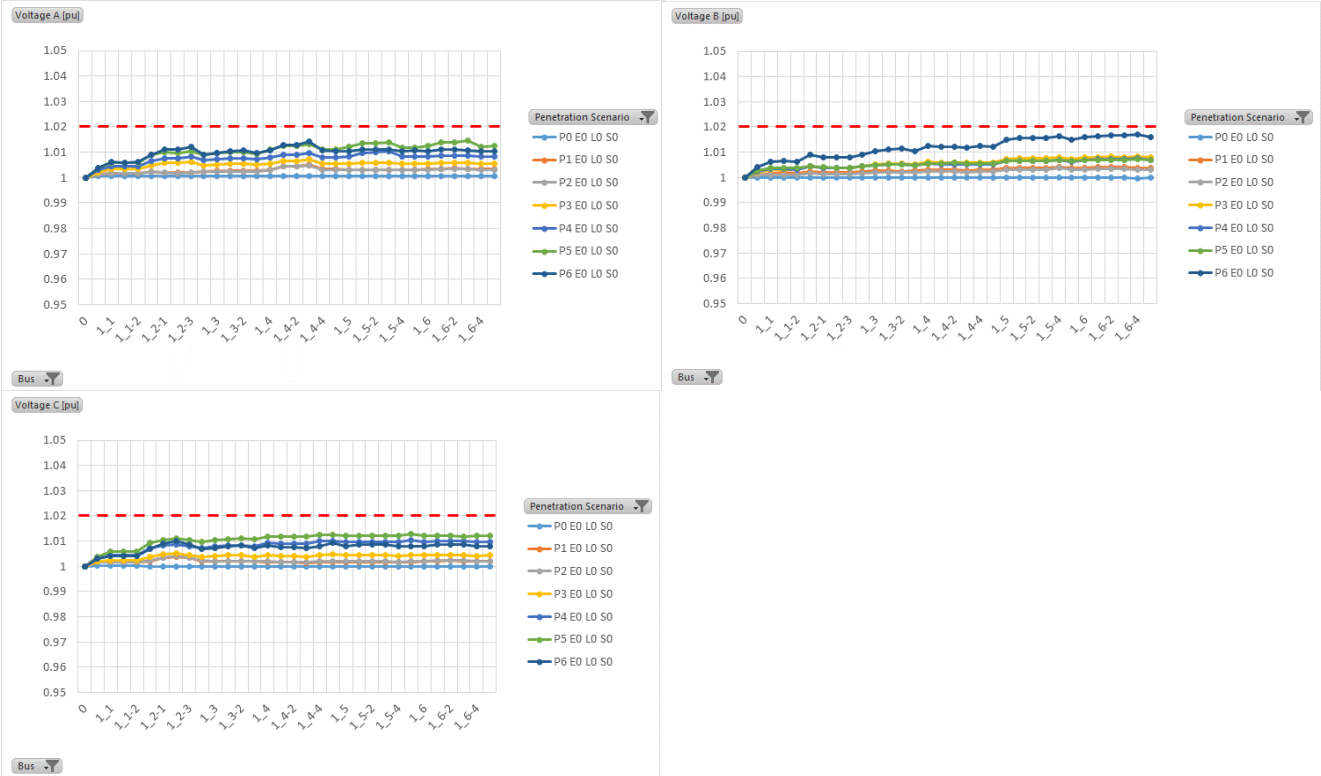 Voltage A [pu]
1.05
1.04
1.03
1.02
1.01
1
0.99
0.98
0.97
0.96
0.95
0
1_1
1_1-2
1_2-1
1_2-3
1_3
1_3-2
1_4
1_4-2
1_4-4
1_5
1_5-2
1_5-4
1_6
1_6-2
1_6-4
Penetration Scenario
P0 E0 L0 S0
P1 E0 L0 S0
P2 E0 L0 S0
P3 E0 L0 S0
P4 E0 L0 S0
P5 E0 L0 S0
P6 E0 L0 S0
Bus
Voltage B [pu]
1.05
1.04
1.03
1.02
1.01
1
0.99
0.98
0.97
0.96
0.95
0
1_1
1_1-2
1_2-1
1_2-3
1_3
1_3-2
1_4
1_4-2
1_4-4
1_5
1_5-2
1_5-4
1_6
1_6-2
1_6-4
Penetration Scenario
P0 E0 L0 S0
P1 E0 L0 S0
P2 E0 L0 S0
P3 E0 L0 S0
P4 E0 L0 S0
P5 E0 L0 S0
P6 E0 L0 S0
Bus
Voltage C [pu]
1.05
1.04
1.03
1.02
1.01
1
0.99
0.98
0.97
0.96
0.95
0
1_1
1_1-2
1_2-1
1_2-3
1_3
1_3-2
1_4
1_4-2
1_4-4
1_5
1_5-2
1_5-4
1_6
1_6-2
1_6-4
Penetration Scenario
P0 E0 L0 S0
P1 E0 L0 S0
P2 E0 L0 S0
P3 E0 L0 S0
P4 E0 L0 S0
P5 E0 L0 S0
P6 E0 L0 S0
Bus